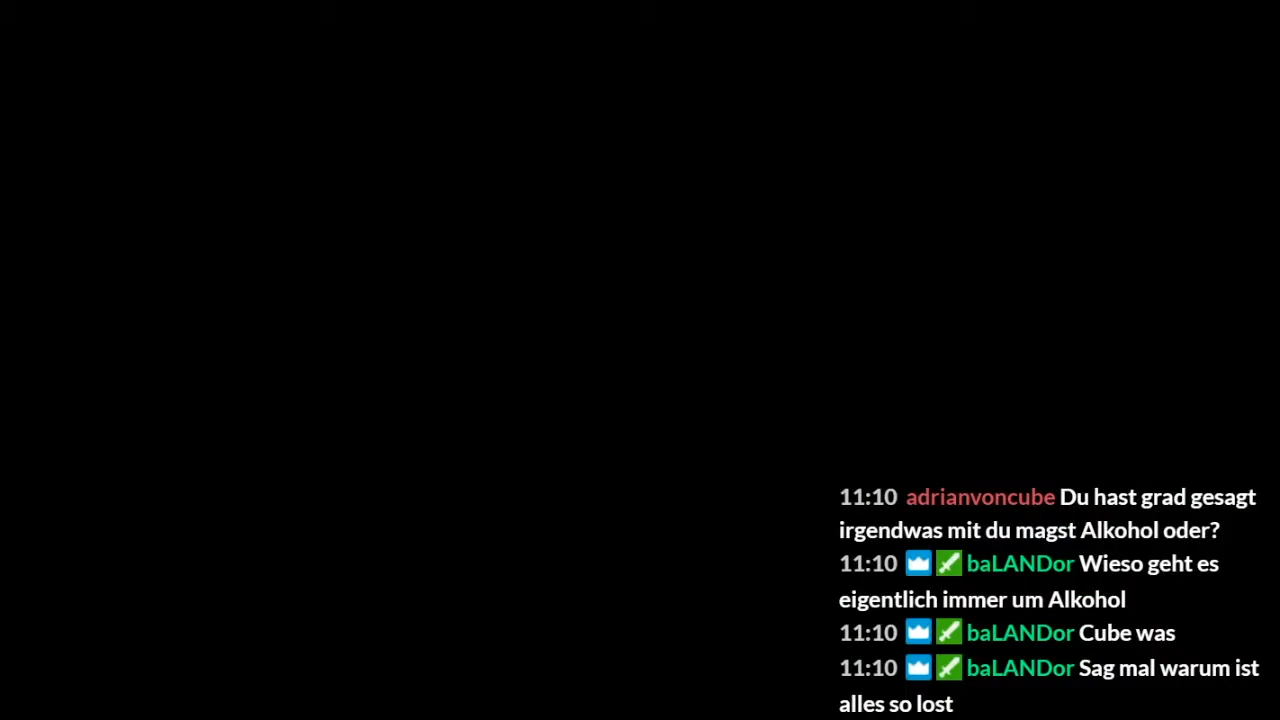 11:10 adrianvoncube Du hast grad gesagt
irgendwas mit du magst Alkohol oder?
11:10 baLANDor Wieso geht es
eigentlich immer um Alkohol
11:10 baLANDor Cube was
11:10 baLANDor Sag mal warum ist
alles so lost